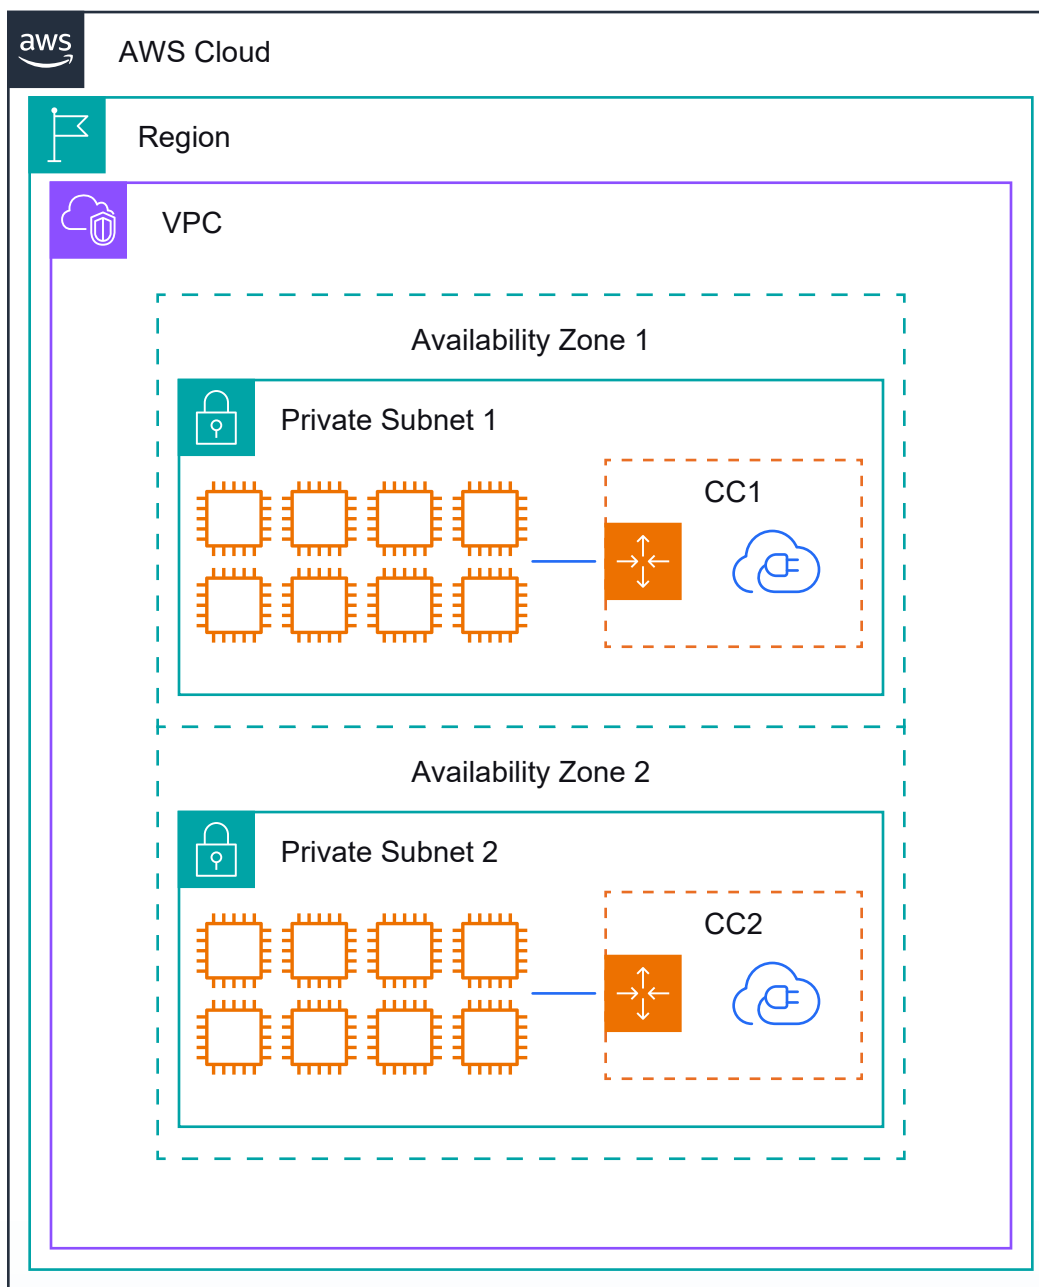 aws
AWS Cloud
Region
VPC
Availability Zone 1
Private Subnet 1
CC1
Availability Zone 2
Private Subnet 2
CC2